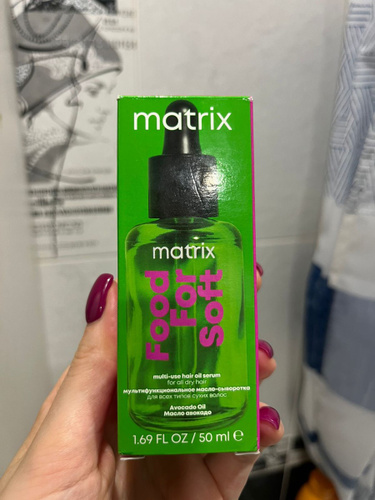 matrix
matrix
Food
For
Soft
multi-use hair oil serum
for all dry hair
мультифункциональное масло-сыворотка
для всех типов сухих волос
Avocado Oil
Масло авокадо
1.69 FL OZ / 50 ml e